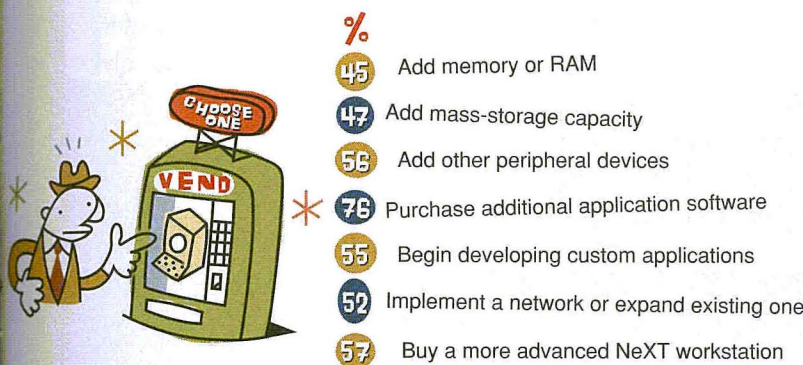 %
45 Add memory or RAM
CHOOSE
ONE
47 Add mass-storage capacity
56 Add other peripheral devices
VEND
76 Purchase additional application software
55 Begin developing custom applications
52 Implement a network or expand existing one
57 Buy a more advanced NeXT workstation